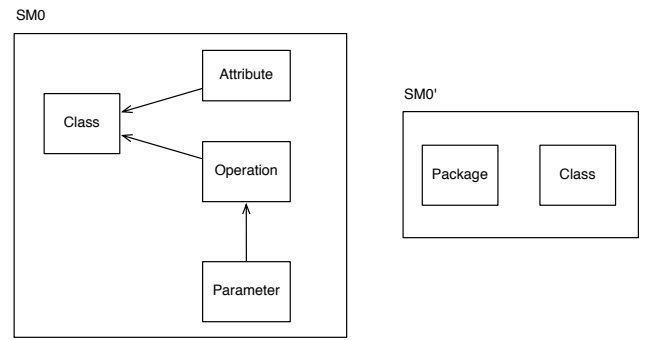 SM0
Attribute
Class
Operation
Parameter
SM0'
Package
Class